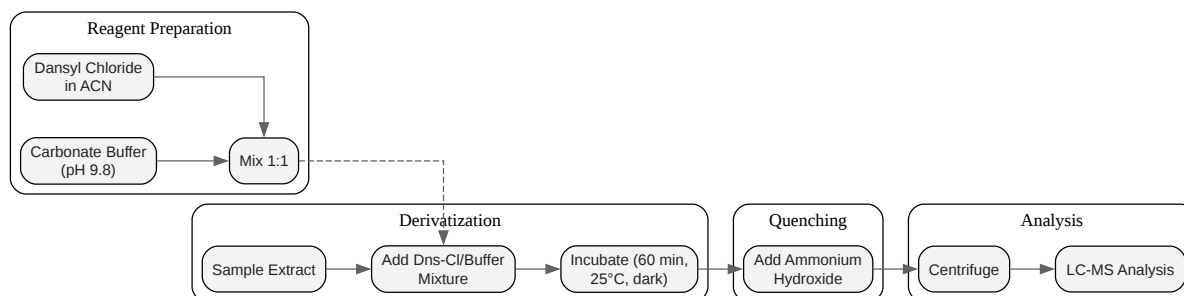 Reagent Preparation
Dansyl Chloride
in ACN
Carbonate Buffer
(pH 9.8)
Mix 1:1
Derivatization
Sample Extract
Add Dns-Cl/Buffer
Mixture
Incubate (60 min,
25°C, dark)
Quenching
Add Ammonium
Hydroxide
Analysis
Centrifuge
LC-MS Analysis